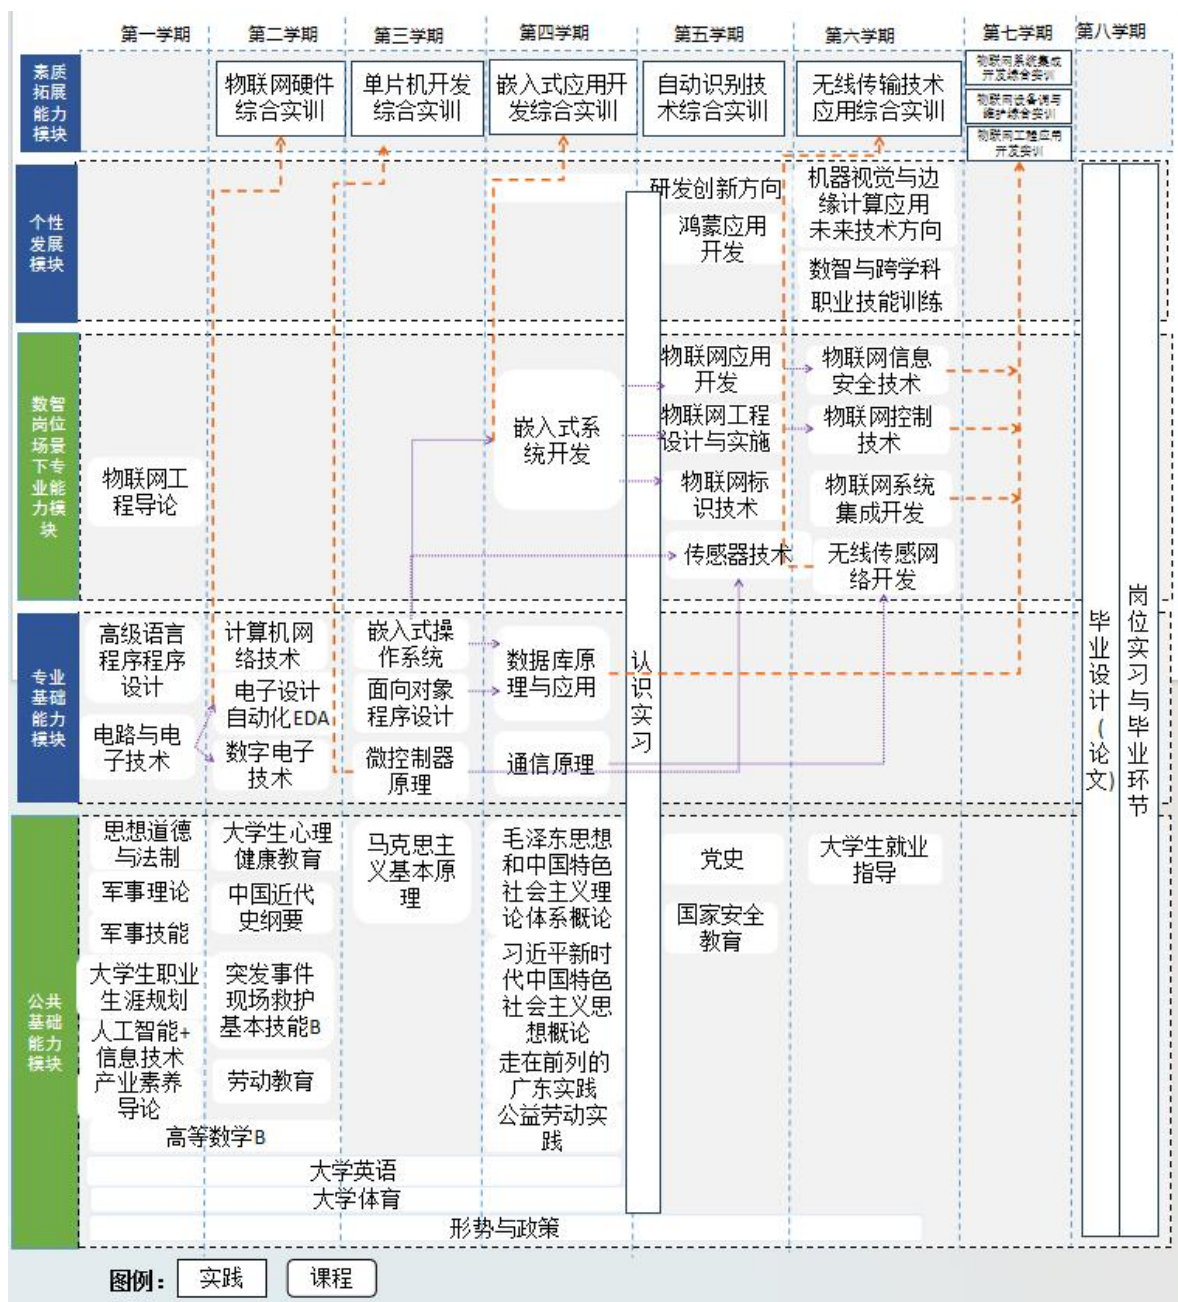 第一学期
第二学期
第三学期
第四学期
第五学期
第六学期
第七学期
第八学期
素质
拓展
能力
模块
物联网硬件
综合实训
单片机开发
综合实训
嵌入式应用开
发综合实训
自动识别技
术综合实训
无线传输技术
应用综合实训
物联网系统集成
开发综合实训
物联网设备调与
维护综合实训
物联网工程应用
开发实训
个性
发展
模块
研发创新方向
鸿蒙应用
开发
机器视觉与边
缘计算应用
未来技术方向
数智与跨学科
职业技能训练
数智
岗位
场景
下专
业能
力模
块
物联网工
程导论
嵌入式系
统开发
物联网应用
开发
物联网工程
设计与实施
物联网标
识技术
传感器技术
物联网信息
安全技术
物联网控制
技术
物联网系统
集成开发
无线传感网
络开发
专业
基础
能力
模块
高级语言
程序程序
设计
电路与电
子技术
计算机网
络技术
电子设计
自动化EDA
数字电子
技术
嵌入式操
作系统
面向对象
程序设计
微控制器
原理
数据库原
理与应用
通信原理
认识实习
毕业设计(论文)
岗位实习与毕业环节
公共
基础
能力
模块
思想道德
与法制
军事理论
军事技能
大学生职业
生涯规划
人工智能+
信息技术
产业素养
导论
大学生心理
健康教育
中国近代
史纲要
突发事件
现场救护
基本技能B
劳动教育
马克思主
义基本原
理
毛泽东思想
和中国特色
社会主义理
论体系概论
习近平新时
代中国特色
社会主义思
想概论
走在前列的
广东实践
公益劳动实
践
党史
国家安全
教育
大学生就业
指导
高等数学B
大学英语
大学体育
形势与政策
图例：
实践
课程